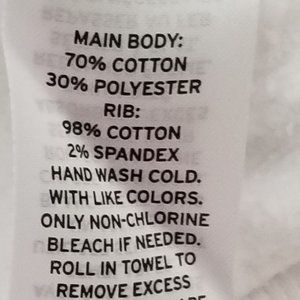 MAIN BODY:
70% COTTON
30% POLYESTER
RIB:
98% COTTON
2% SPANDEX
HAND WASH COLD.
WITH LIKE COLORS.
ONLY NON-CHLORINE
BLEACH IF NEEDED.
ROLL IN TOWEL TO
REMOVE EXCESS